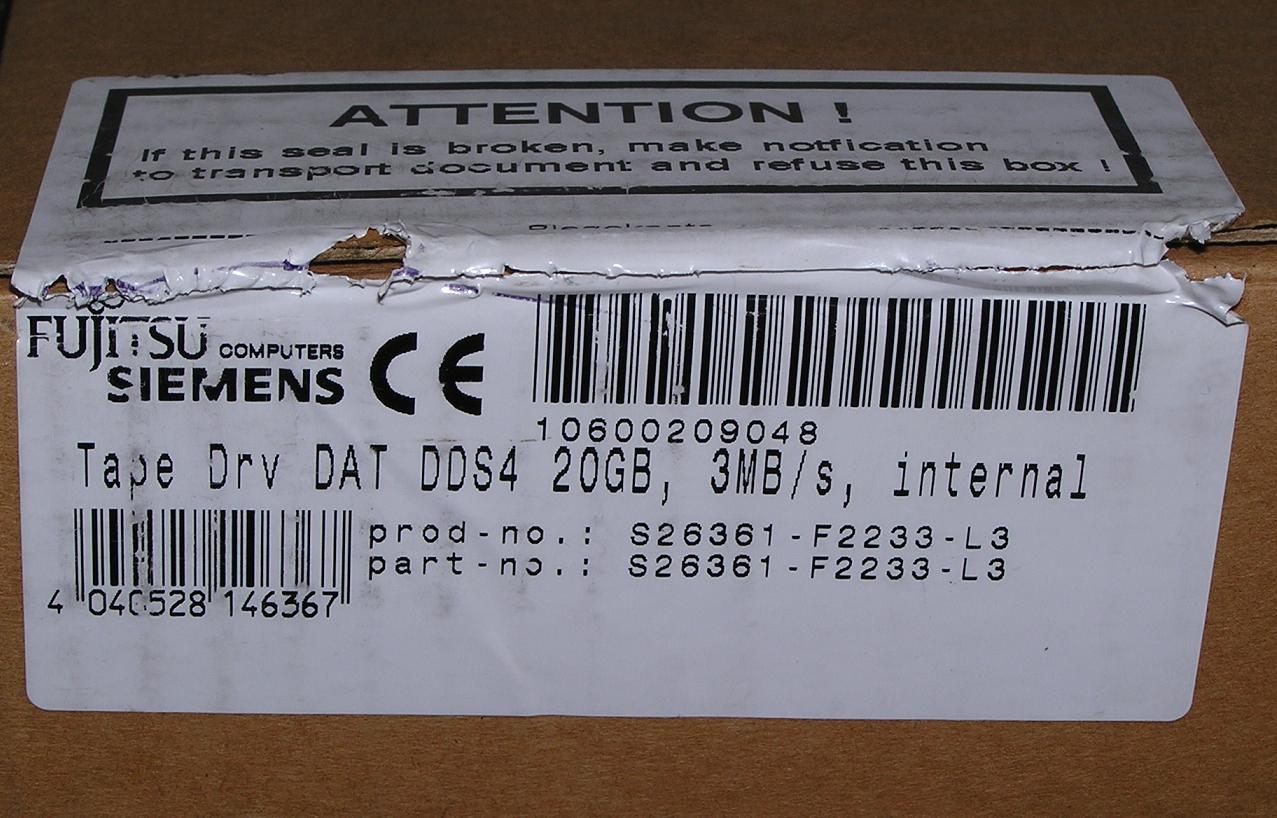 ATTENTION !
If this seal is broken, make notfication
to transport document and refuse this box !
FUJITSU COMPUTERS
SIEMENS CE
10600209048
Tape Drv DAT DDS4 20GB, 3MB/s, internal
prod-no.: S26361-F2233-L3
part-no.: S26361-F2233-L3
4 040528 146367